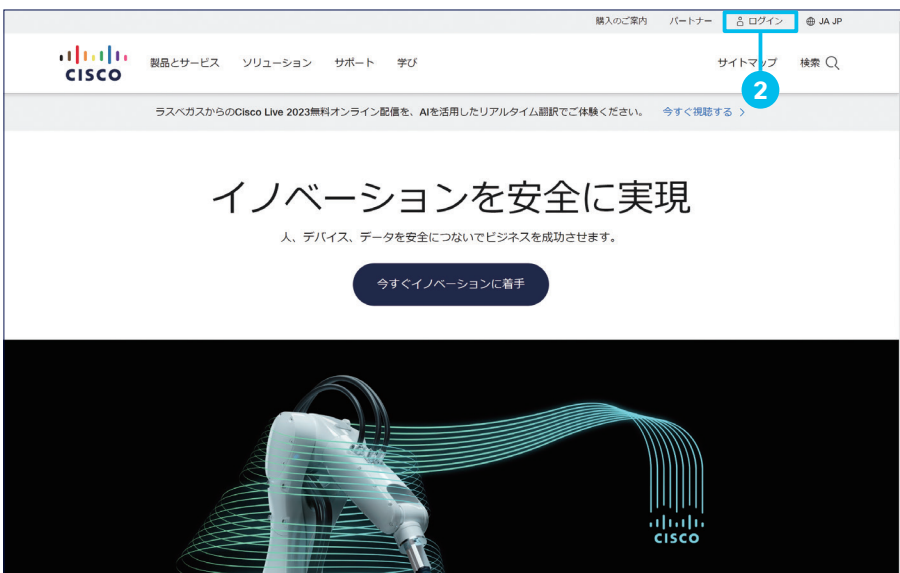 購入のご案内 パートナー ログイン JA JP
CISCO 製品とサービス ソリューション サポート 学び サイトマップ 検索
2
ラスベガスからのCisco Live 2023無料オンライン配信を、AIを活用したリアルタイム翻訳でご体験ください。 今すぐ視聴する
イノベーションを安全に実現
人、デバイス、データを安全につないでビジネスを成功させます。
今すぐイノベーションに着手
CISCO